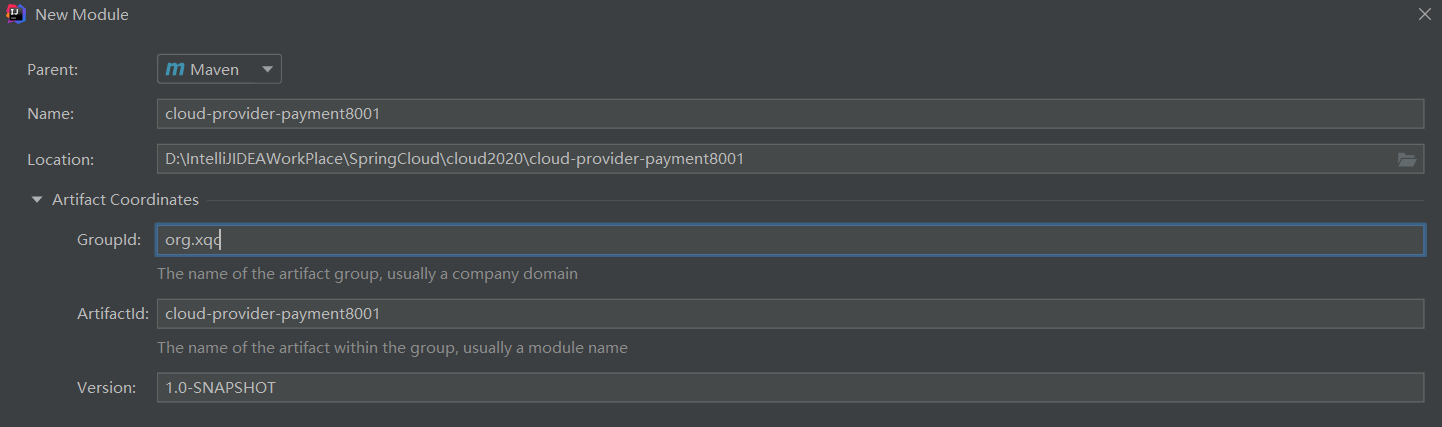 New Module
Parent: m Maven
Name: cloud-provider-payment8001
Location: D:\IntelliJIDEAWorkPlace\SpringCloud\cloud2020\cloud-provider-payment8001
Artifact Coordinates
GroupId: org.xqc
The name of the artifact group, usually a company domain
ArtifactId: cloud-provider-payment8001
The name of the artifact within the group, usually a module name
Version: 1.0-SNAPSHOT